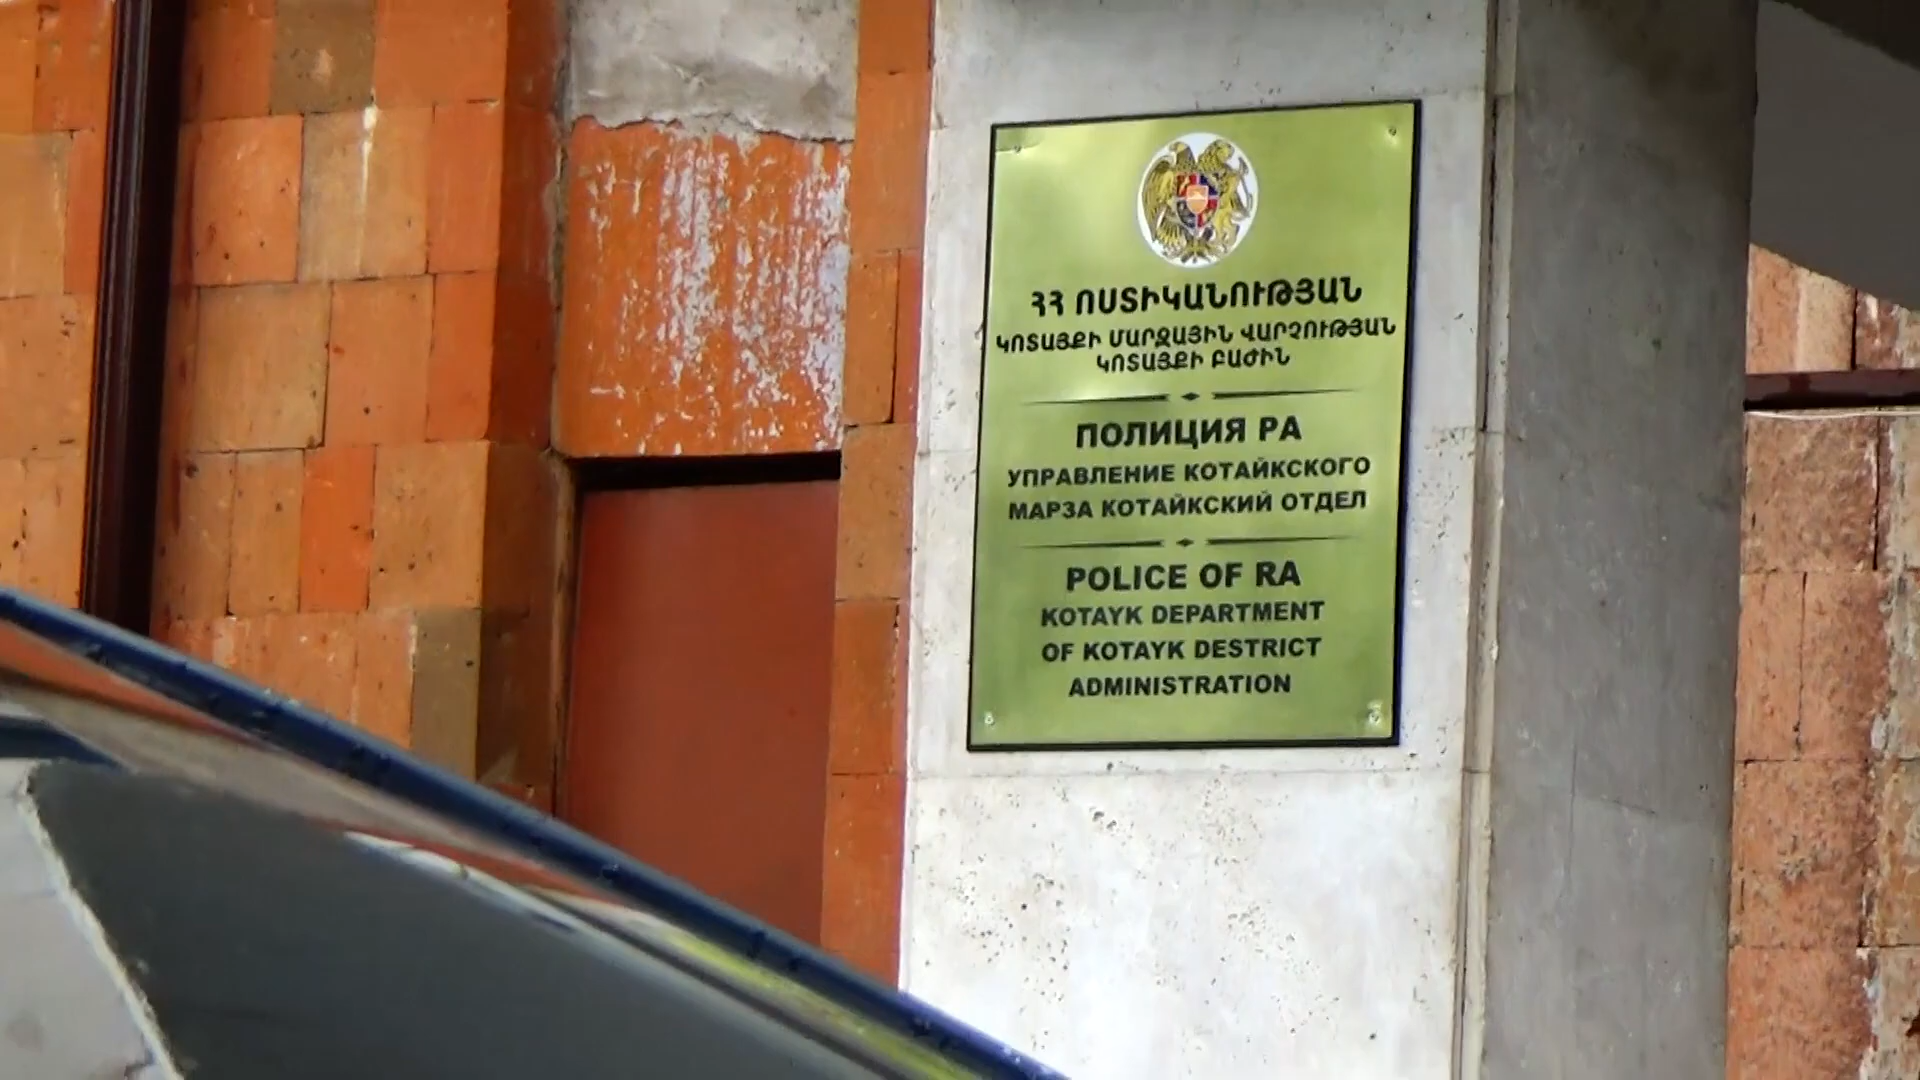 ՀՀ ՈՍՏԻԿԱՆՈՒԹՅԱՆ
ԿՈՏԱՅՔԻ ՄԱՐԶԱՅԻՆ ՎԱՐՉՈՒԹՅԱՆ
ԿՈՏԱՅՔԻ ԲԱԺԻՆ
ПОЛИЦИЯ РА
УПРАВЛЕНИЕ КОТАЙКСКОГО
МАРЗА КОТАЙКСКИЙ ОТДЕЛ
POLICE OF RA
KOTAYK DEPARTMENT
OF KOTAYK DESTRICT
ADMINISTRATION